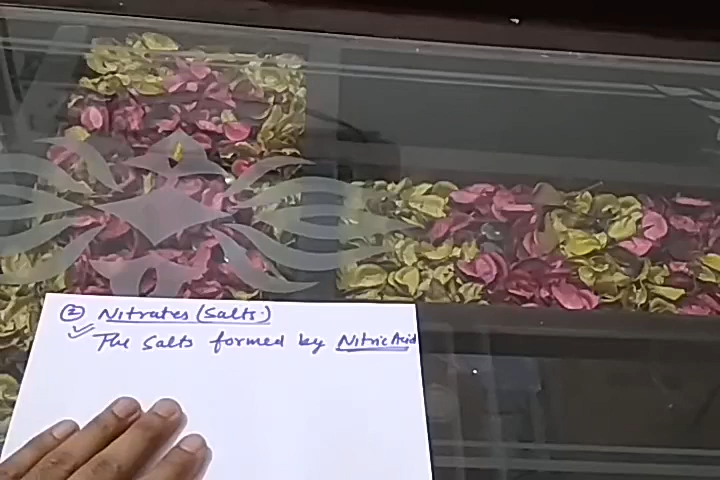 ② Nitrates (Salts.)
✓ The Salts formed by Nitric Acid